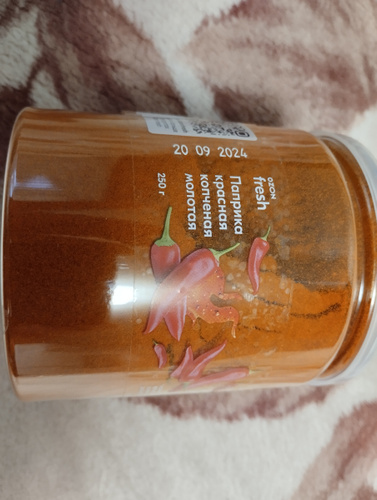 20 09 2024
OZON
fresh
Паприка
красная
копченая
молотая
250 г